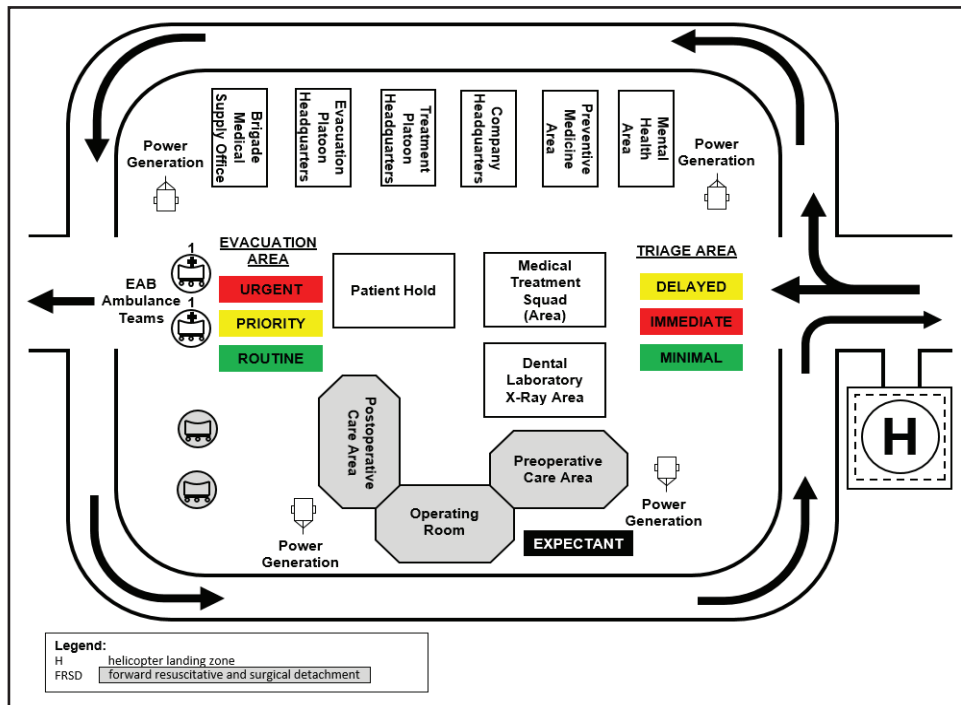 Brigade
Medical
Supply Office
Evacuation
Platoon
Headquarters
Treatment
Platoon
Headquarters
Company
Headquarters
Preventive
Medicine
Area
Mental
Health
Area
Power
Generation
Power
Generation
1
EVACUATION
AREA
URGENT
PRIORITY
ROUTINE
EAB
Ambulance
Teams
1
Patient Hold
Medical
Treatment
Squad
(Area)
TRIAGE AREA
DELAYED
IMMEDIATE
MINIMAL
Dental
Laboratory
X-Ray Area
H
Postoperative
Care Area
Preoperative
Care Area
Operating
Room
Power
Generation
EXPECTANT
Power
Generation
Legend:
H helicopter landing zone
FRSD forward resuscitative and surgical detachment